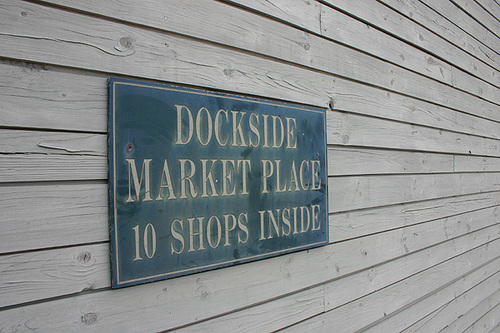 DOCKSIDE
MARKET PLACE
10 SHOPS INSIDE